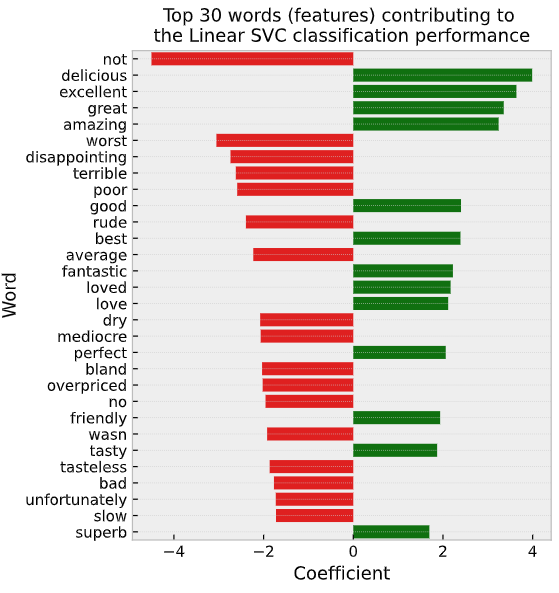 Top 30 words (features) contributing to
the Linear SVC classification performance
not
delicious
excellent
great
amazing
worst
disappointing
terrible
poor
good
rude
best
average
fantastic
loved
love
dry
mediocre
perfect
bland
overpriced
no
friendly
wasn
tasty
tasteless
bad
unfortunately
slow
superb
Word
−4 −2 0 2 4
Coefficient